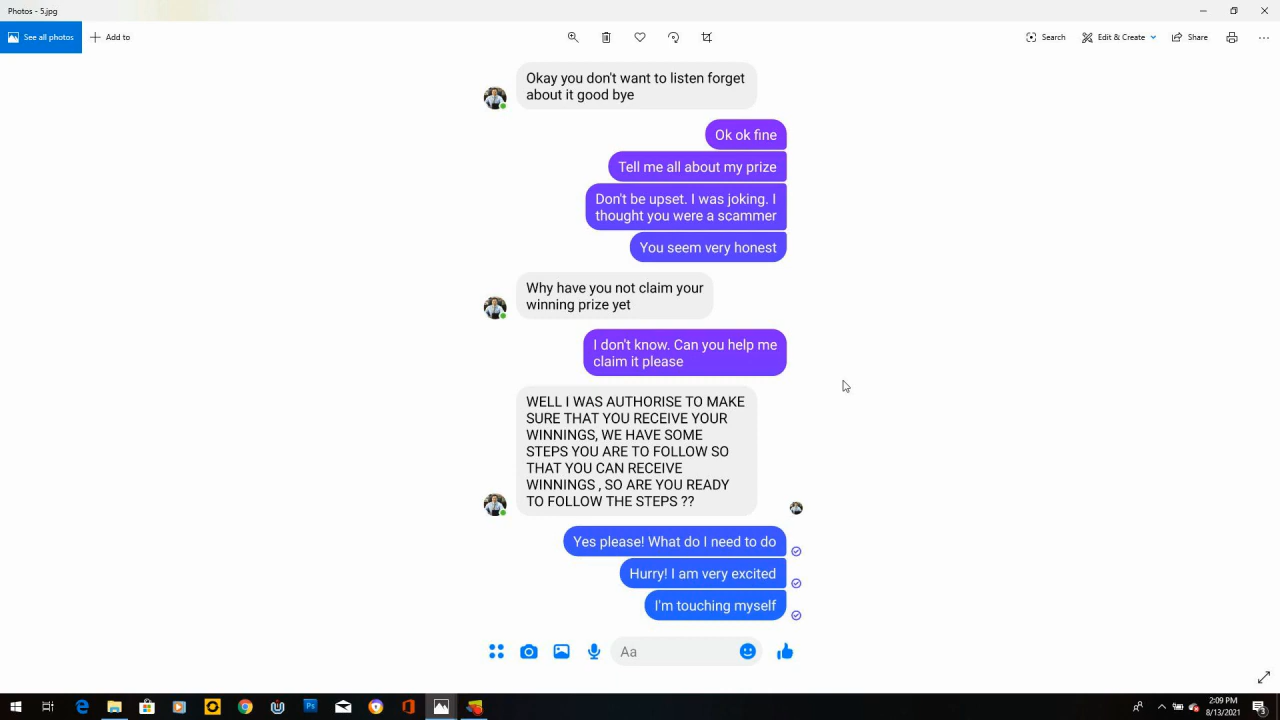 Photos - 5.jpg
See all photos
Add to
Search
Edit & Create
Share
Okay you don't want to listen forget
about it good bye
Ok ok fine
Tell me all about my prize
Don't be upset. I was joking. I
thought you were a scammer
You seem very honest
Why have you not claim your
winning prize yet
I don't know. Can you help me
claim it please
WELL I WAS AUTHORISE TO MAKE
SURE THAT YOU RECEIVE YOUR
WINNINGS, WE HAVE SOME
STEPS YOU ARE TO FOLLOW SO
THAT YOU CAN RECEIVE
WINNINGS , SO ARE YOU READY
TO FOLLOW THE STEPS ??
Yes please! What do I need to do
Hurry! I am very excited
I'm touching myself
Aa
Ps
2:09 PM
8/13/2021
3